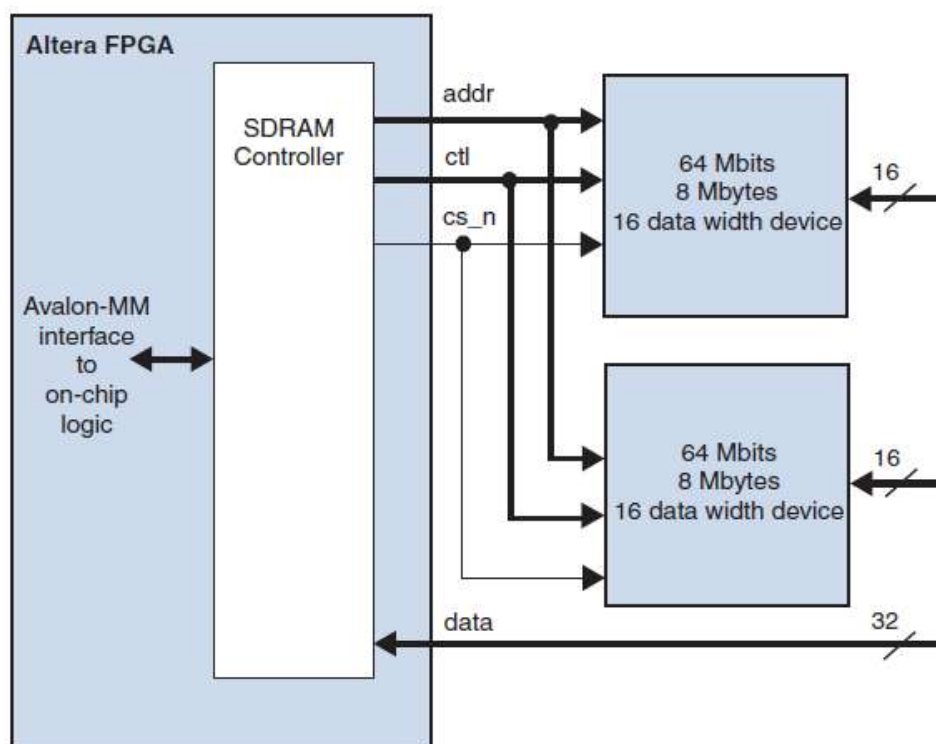 Altera FPGA
SDRAM
Controller
addr
ctl
cs_n
64 Mbits
8 Mbytes
16 data width device
16
Avalon-MM
interface
to
on-chip
logic
64 Mbits
8 Mbytes
16 data width device
16
data
32